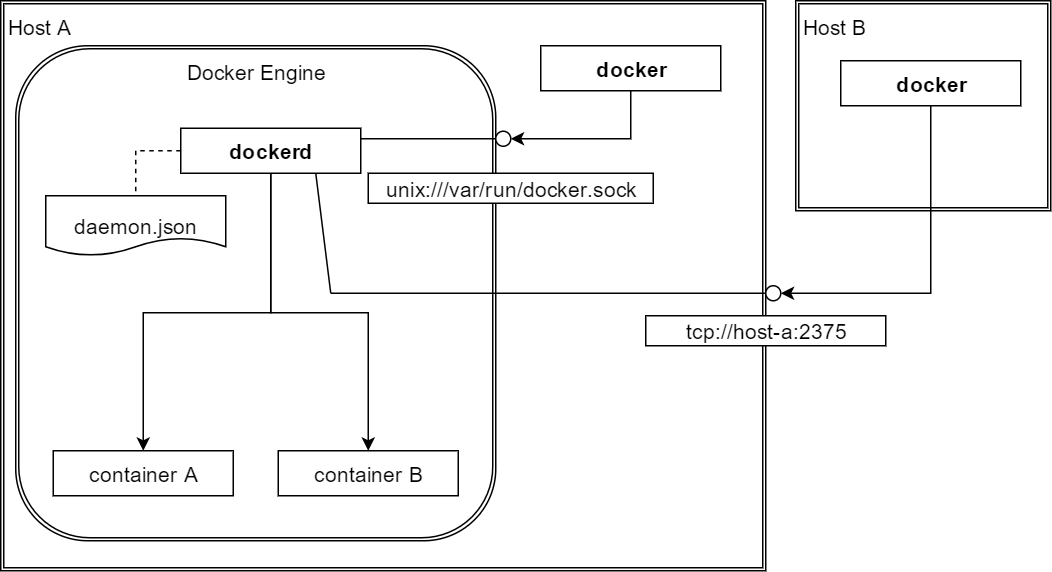 Host A
Host B
Docker Engine
docker
docker
dockerd
unix:///var/run/docker.sock
daemon.json
tcp://host-a:2375
container A
container B